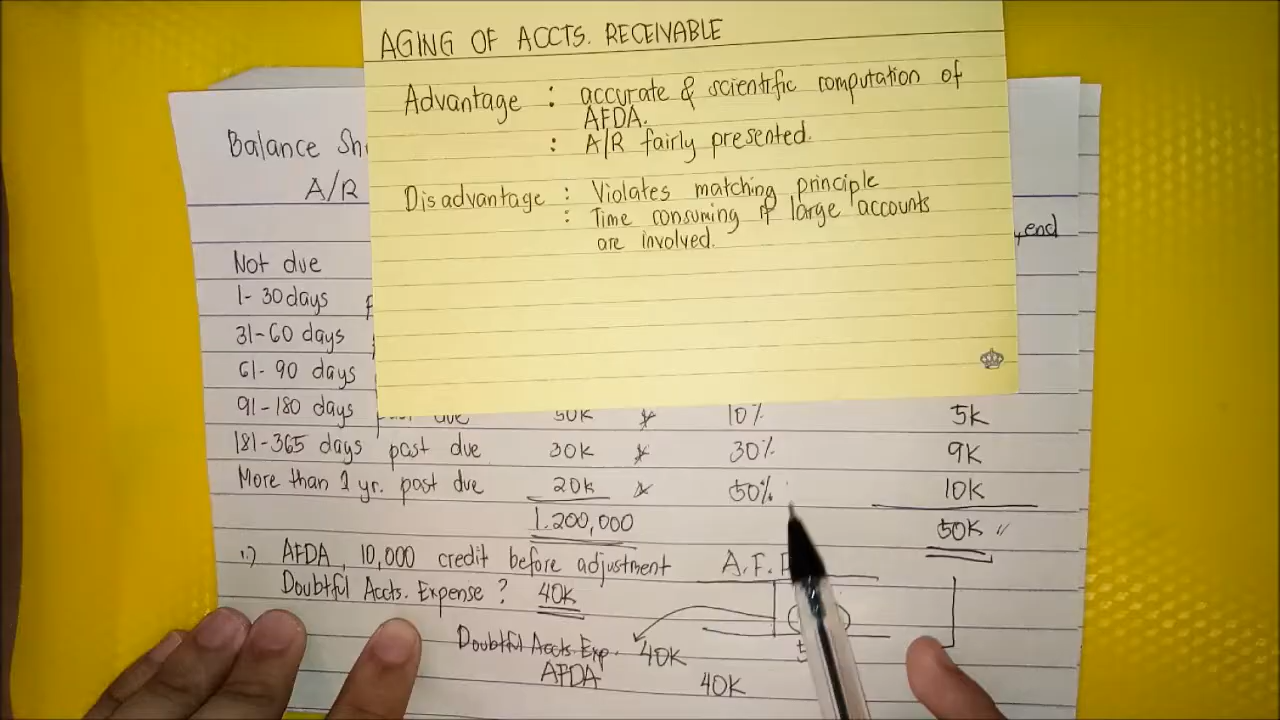 AGING OF ACCTS. RECEIVABLE
Advantage : accurate & scientific computation of
AFDA.
: A/R fairly presented.
Disadvantage : Violates matching principle
: Time consuming if large accounts
are involved.
Balance
A/R
end
Not due
1-30 days
31-60 days
61-90 days
91-180 days past due 50K × 10% 5K
181-365 days past due 30K × 30% 9K
More than 1 yr. past due 20K × 50% 10K
1,200,000 50K //
1.) AFDA, 10,000 credit before adjustment A.F.
Doubtful Accts. Expense? 40K
Doubtful Accts Exp. 40K
AFDA 40K